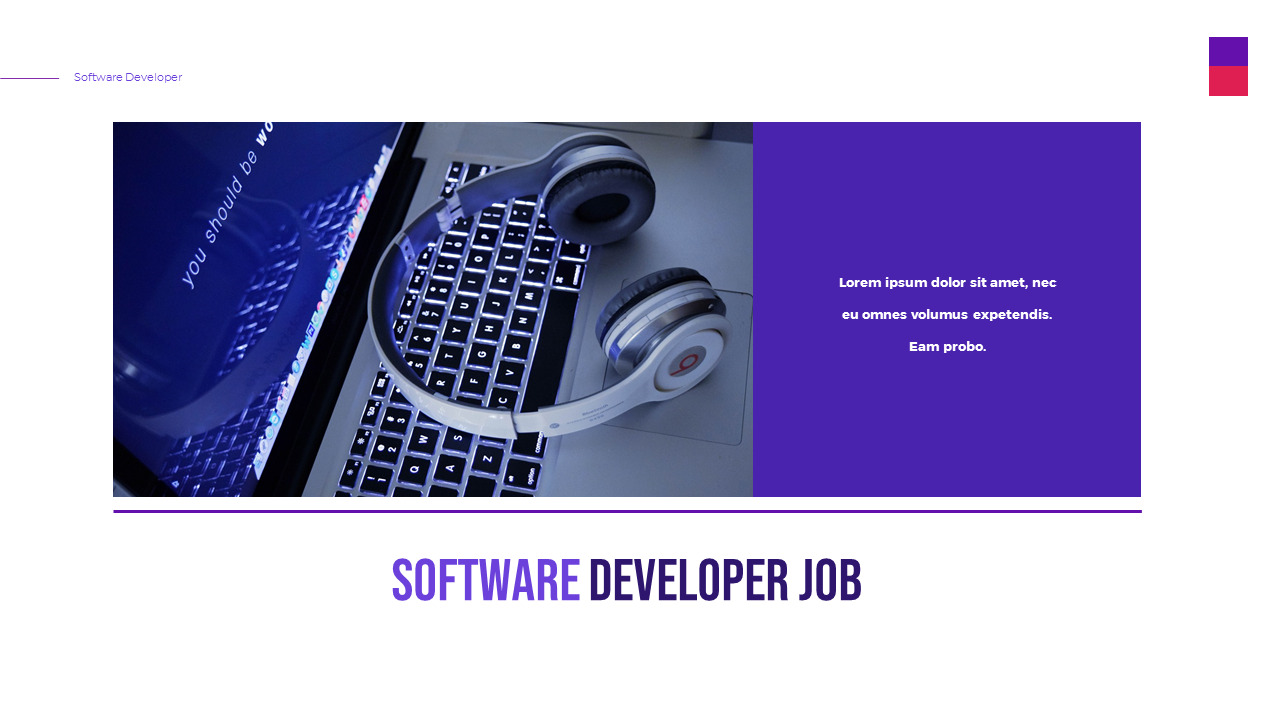 Software Developer
you should be wo
Lorem ipsum dolor sit amet, nec
eu omnes volumus expetendis.
Eam probo.
SOFTWARE DEVELOPER JOB